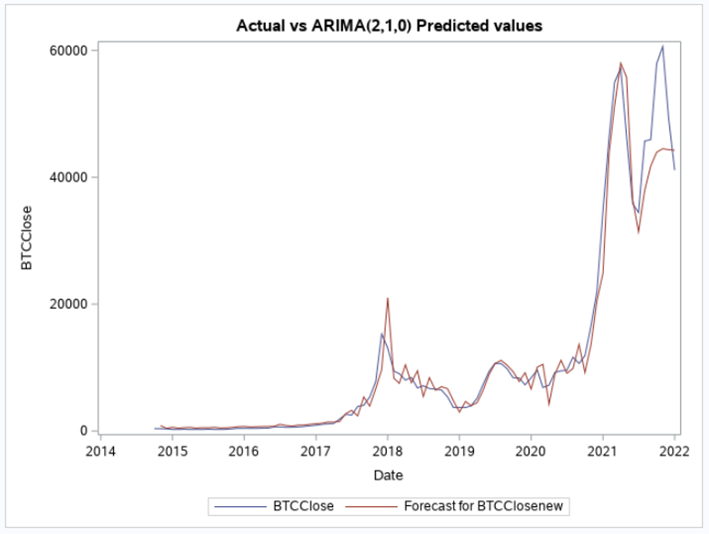 Actual vs ARIMA(2,1,0) Predicted values
60000
40000
20000
0
BTCClose
2014 2015 2016 2017 2018 2019 2020 2021 2022
Date
BTCClose Forecast for BTCClosenew